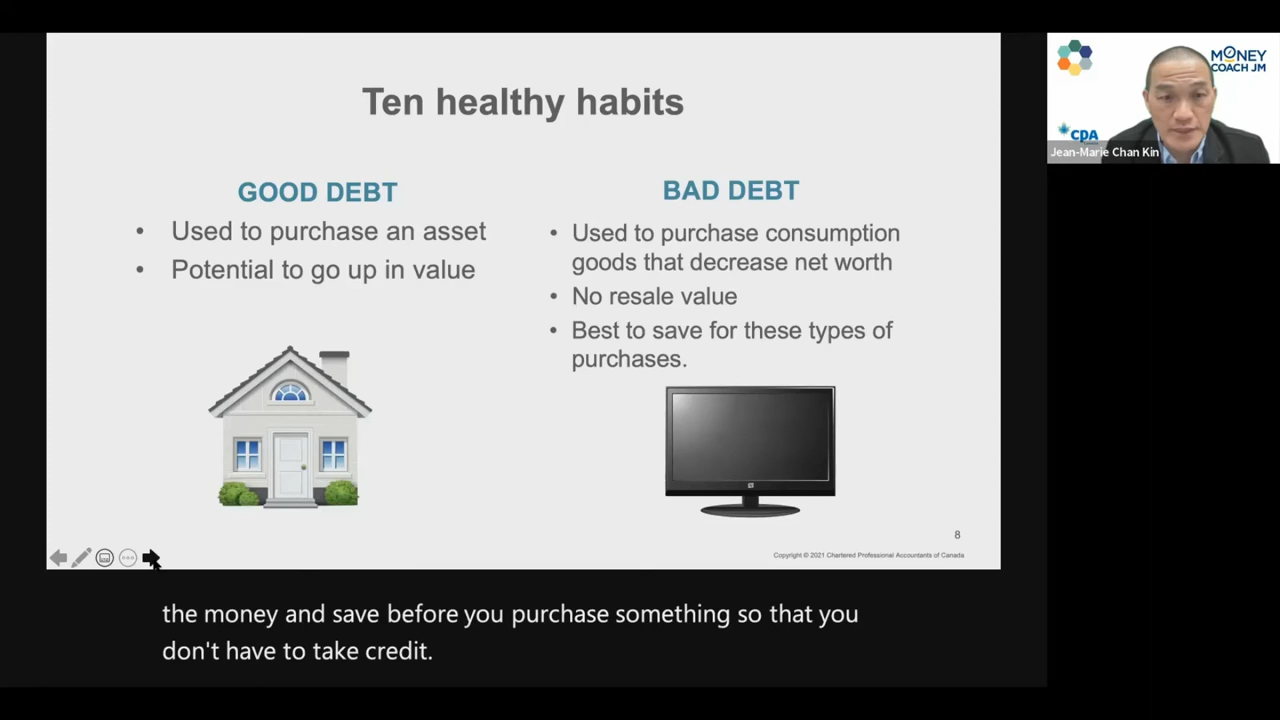 Ten healthy habits
GOOD DEBT
• Used to purchase an asset
• Potential to go up in value
BAD DEBT
• Used to purchase consumption
goods that decrease net worth
• No resale value
• Best to save for these types of
purchases.
8
Copyright © 2021 Chartered Professional Accountants of Canada
MONEY
COACH JM
CPA
Jean-Marie Chan Kin
the money and save before you purchase something so that you
don't have to take credit.